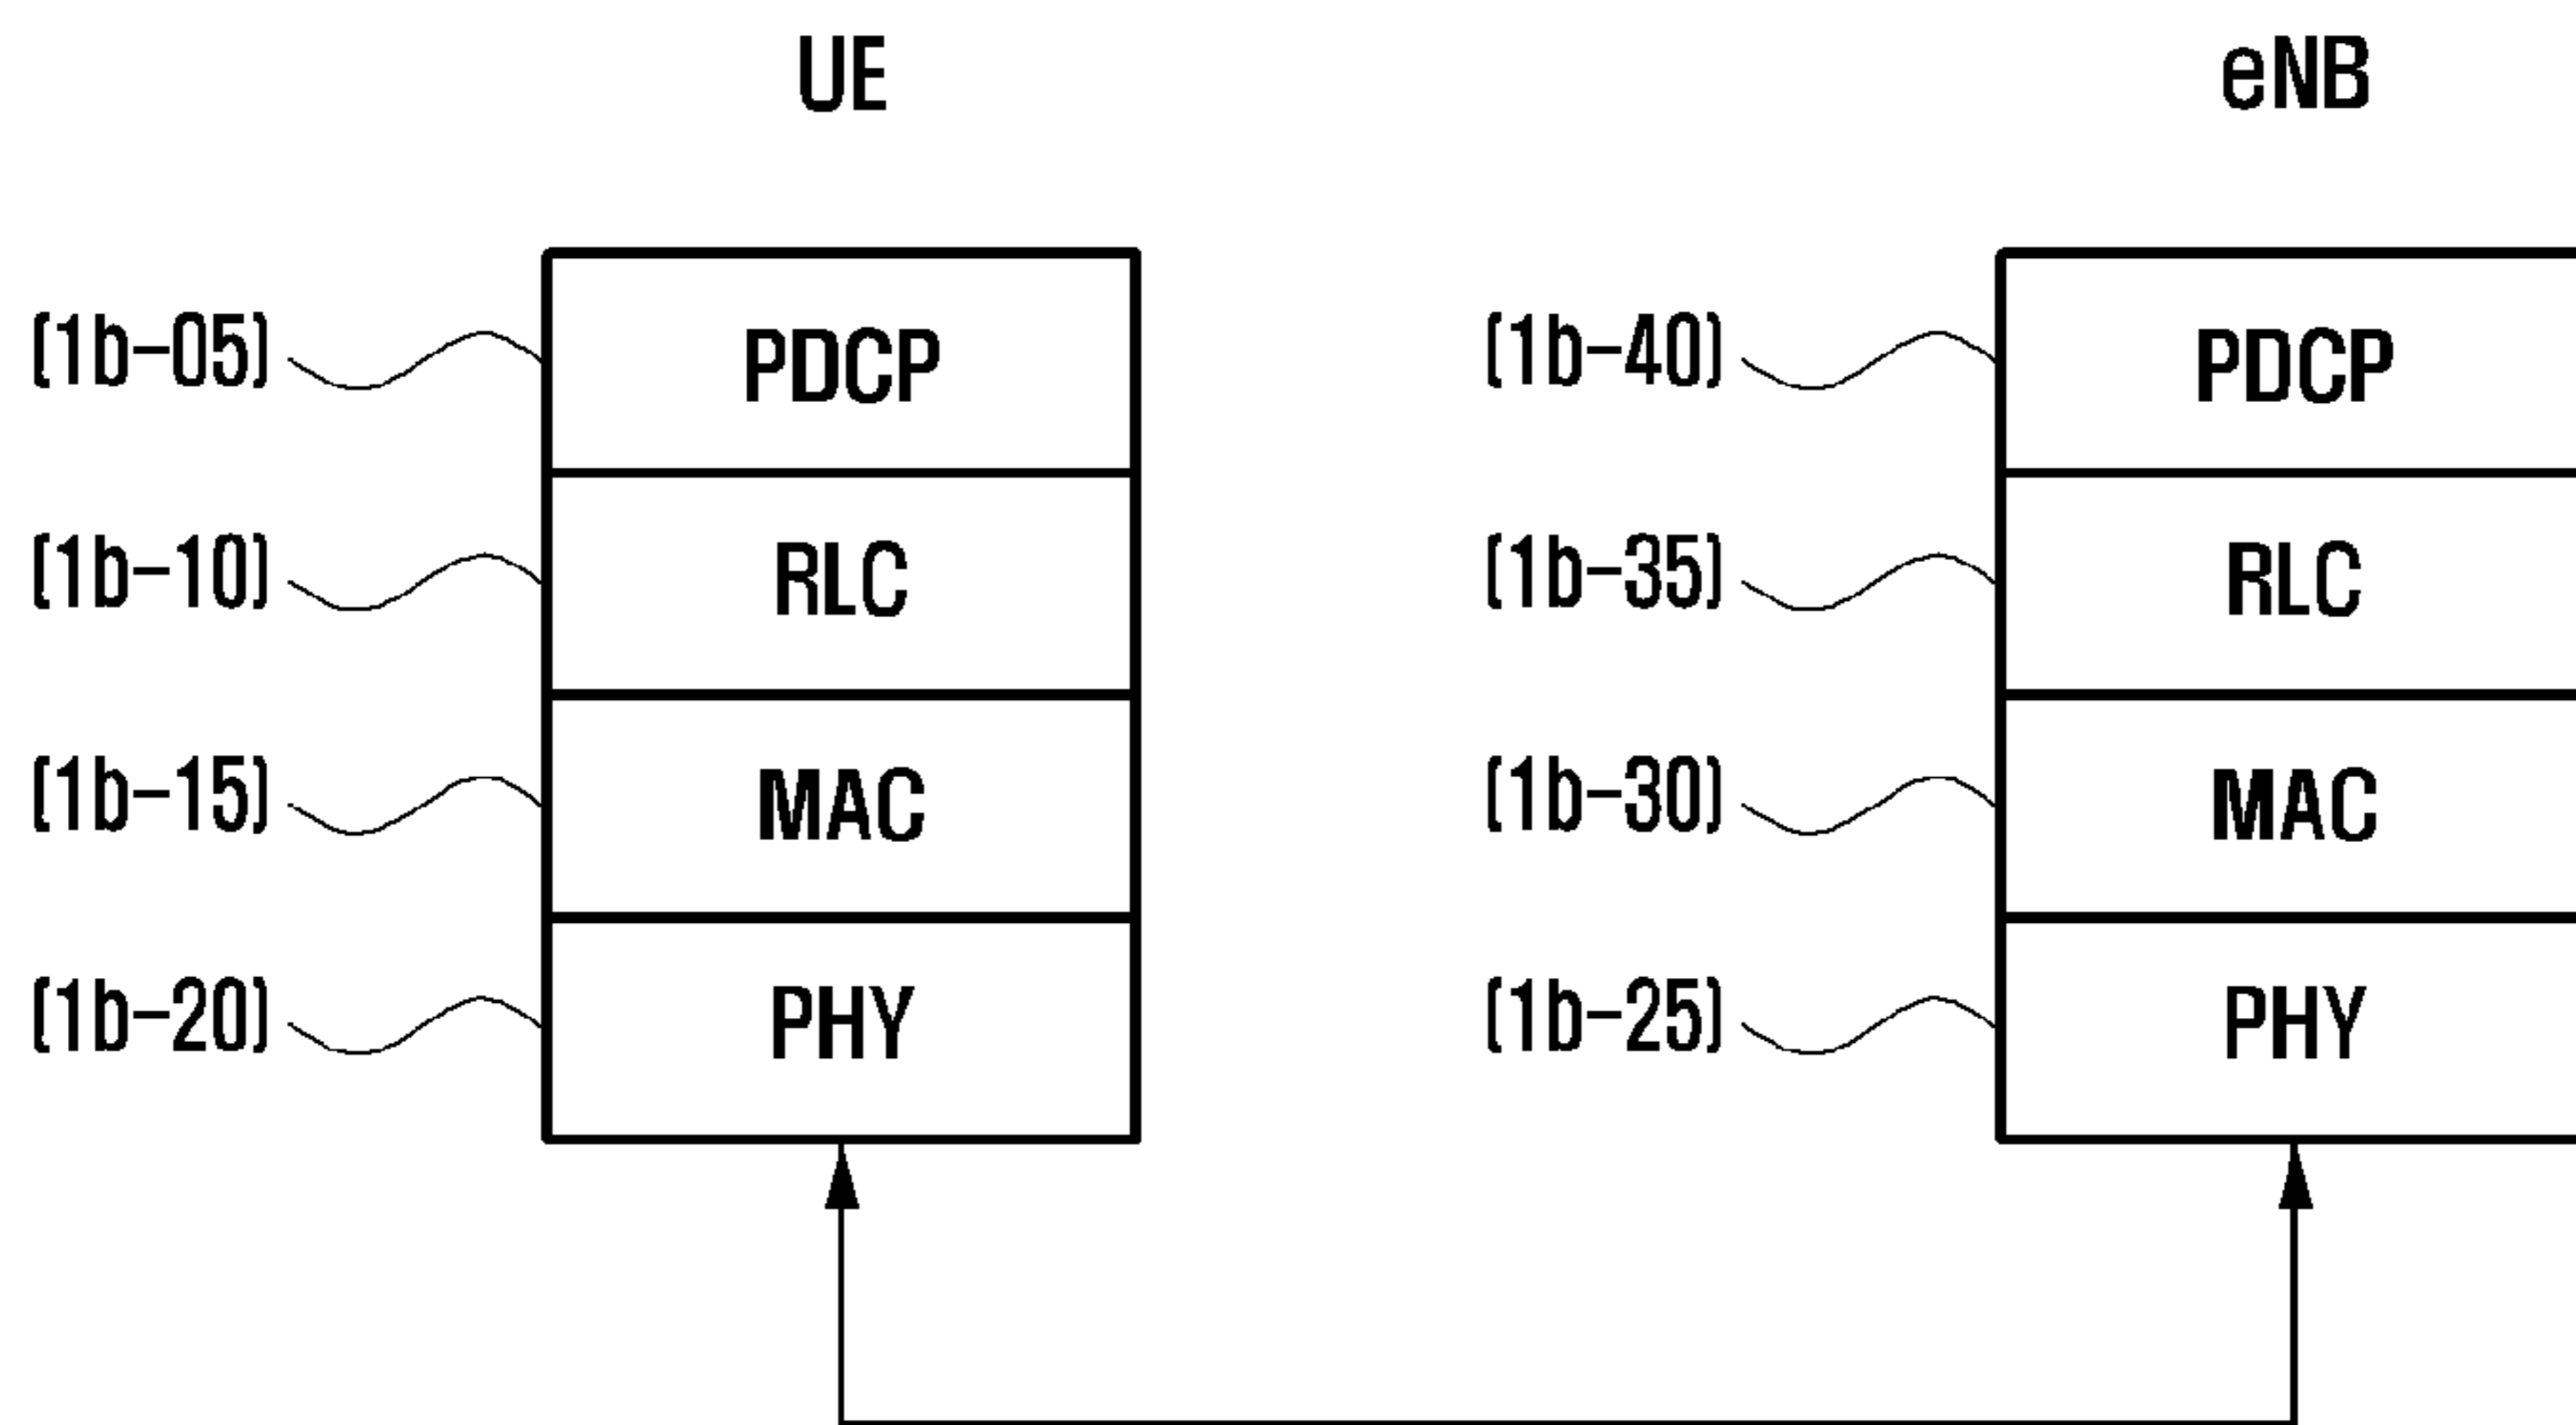 UE eNB
(1b-05) PDCP (1b-40) PDCP
(1b-10) RLC (1b-35) RLC
(1b-15) MAC (1b-30) MAC
(1b-20) PHY (1b-25) PHY